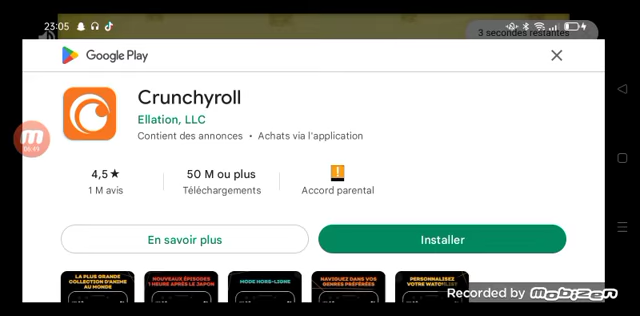 23:05
3 secondes restantes
Google Play
Crunchyroll
Ellation, LLC
Contient des annonces • Achats via l'application
4,5★
1 M avis
50 M ou plus
Téléchargements
Accord parental
En savoir plus
Installer
LA PLUS GRANDE COLLECTION D'ANIME AU MONDE
NOUVEAUX ÉPISODES 1 HEURE APRÈS LE JAPON
MODE HORS-LIGNE
NAVIGUEZ DANS VOS GENRES PRÉFÉRÉES
PERSONNALISEZ VOTRE WATCHLIST
Recorded by mobizen